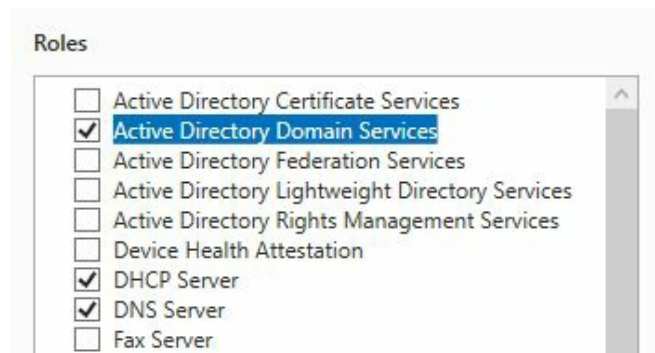 Roles
Active Directory Certificate Services
Active Directory Domain Services
Active Directory Federation Services
Active Directory Lightweight Directory Services
Active Directory Rights Management Services
Device Health Attestation
DHCP Server
DNS Server
Fax Server